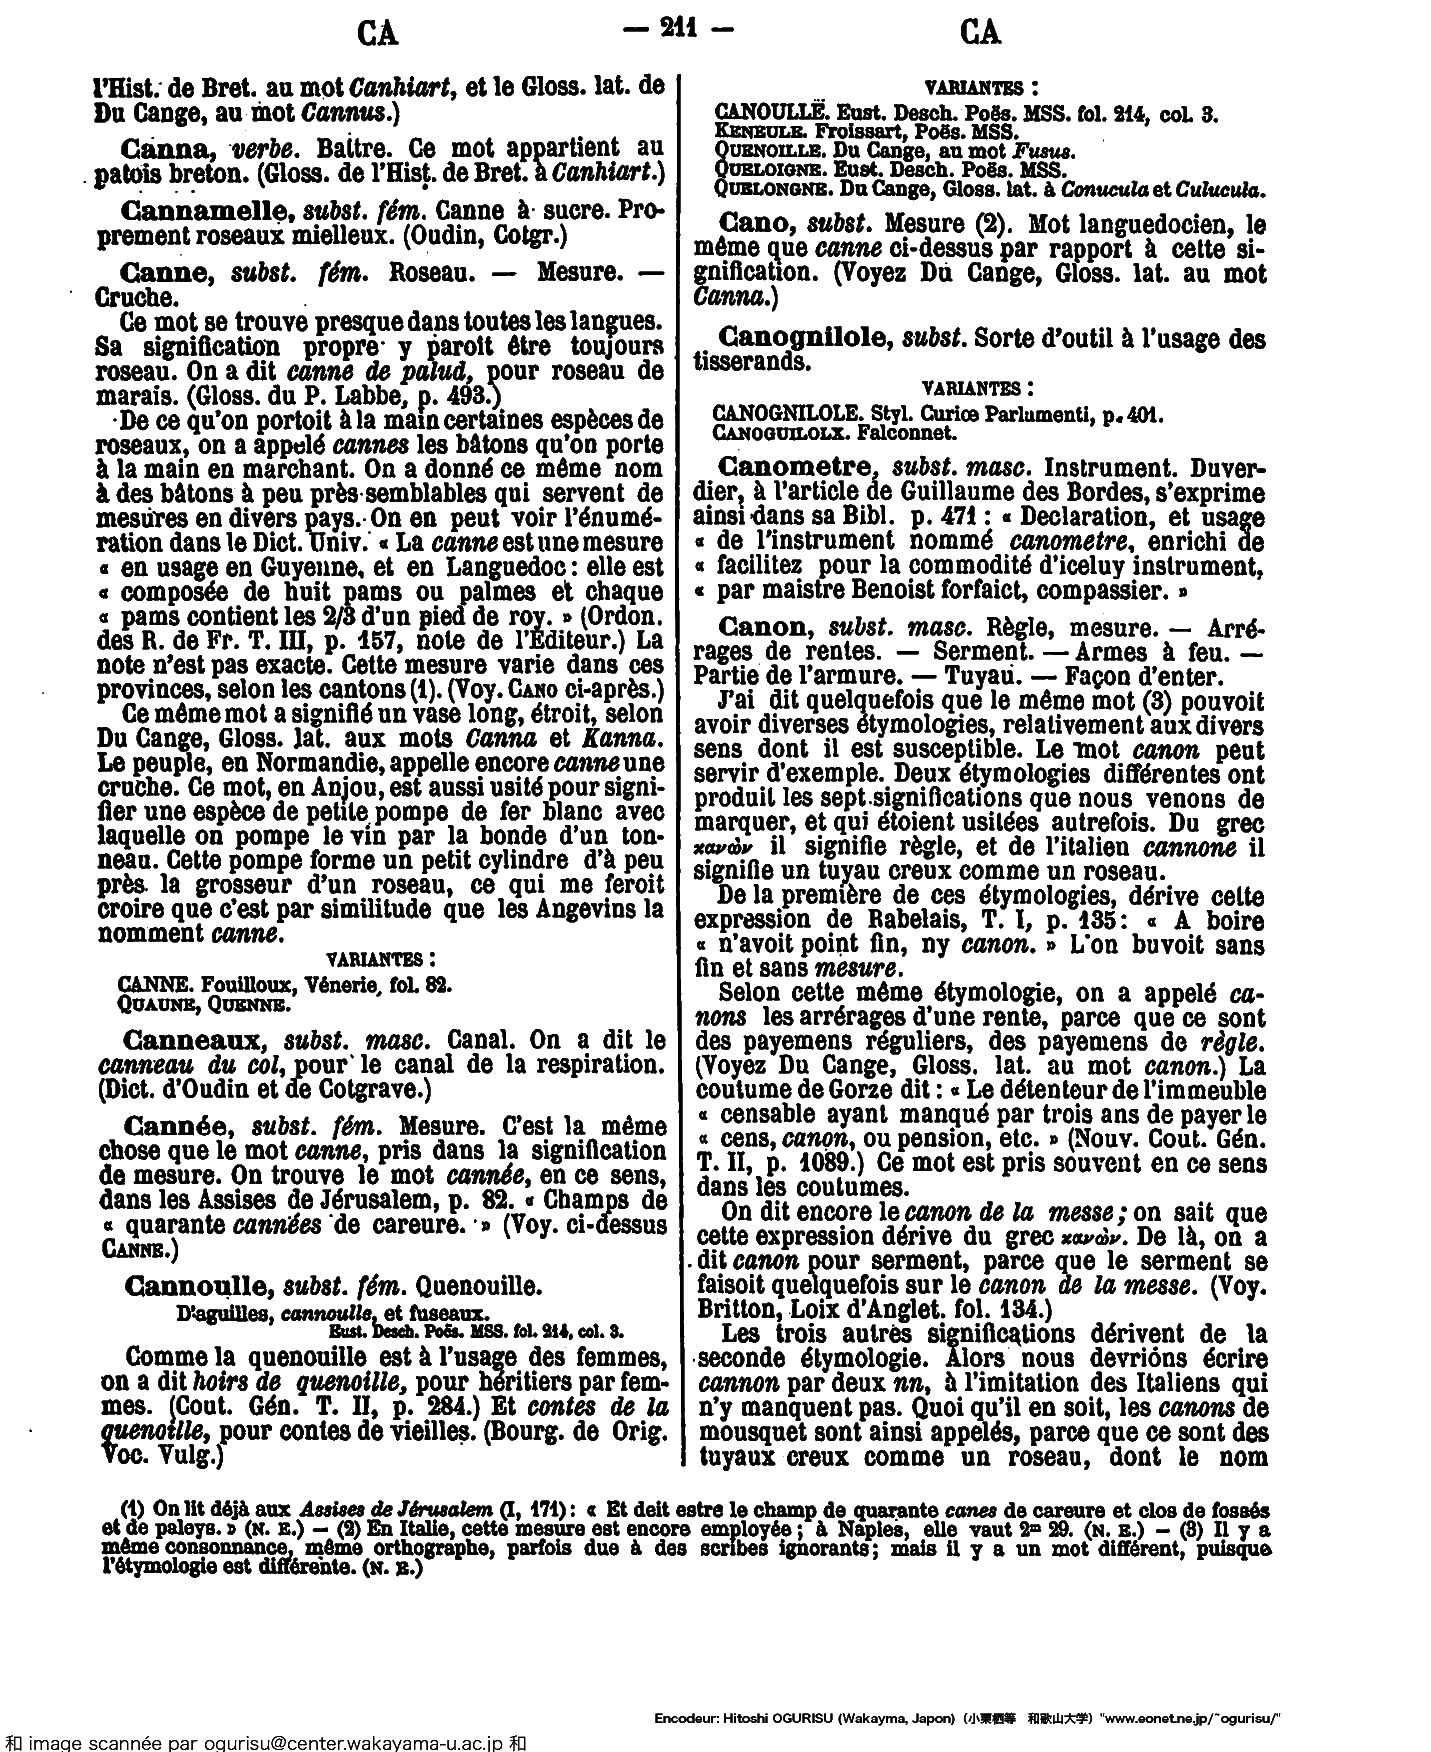 CA — 211 — CA
l'Hist. de Bret. au mot Canhiart, et le Gloss. lat. de
Du Cange, au mot Cannus.)
Canna, verbe. Battre. Ce mot appartient au
patois breton. (Gloss. de l'Hist. de Bret. à Canhiart.)
Cannamelle, subst. fém. Canne à sucre. Pro-
prement roseaux mielleux. (Oudin, Cotgr.)
Canne, subst. fém. Roseau. — Mesure. —
Cruche.
Ce mot se trouve presque dans toutes les langues.
Sa signification propre y paroit être toujours
roseau. On a dit canne de palud, pour roseau de
marais. (Gloss. du P. Labbe, p. 493.)
De ce qu'on portoit à la main certaines espèces de
roseaux, on a appelé cannes les bâtons qu'on porte
à la main en marchant. On a donné ce même nom
à des bâtons à peu près semblables qui servent de
mesures en divers pays. On en peut voir l'énumé-
ration dans le Dict. Univ. « La canne est une mesure
« en usage en Guyenne, et en Languedoc : elle est
« composée de huit pams ou palmes et chaque
« pams contient les 2/3 d'un pied de roy. » (Ordon.
des R. de Fr. T. III, p. 157, note de l'Editeur.) La
note n'est pas exacte. Cette mesure varie dans ces
provinces, selon les cantons (1). (Voy. CANO ci-après.)
Ce même mot a signifié un vase long, étroit, selon
Du Cange, Gloss. lat. aux mots Canna et Kanna.
Le peuple, en Normandie, appelle encore canne une
cruche. Ce mot, en Anjou, est aussi usité pour signi-
fier une espèce de petite pompe de fer blanc avec
laquelle on pompe le vin par la bonde d'un ton-
neau. Cette pompe forme un petit cylindre d'à peu
près la grosseur d'un roseau, ce qui me feroit
croire que c'est par similitude que les Angevins la
nomment canne.
VARIANTES :
CANNE. Fouilloux, Vénerie, fol. 82.
QUAUNE, QUENNE.
Canneaux, subst. masc. Canal. On a dit le
canneau du col, pour le canal de la respiration.
(Dict. d'Oudin et de Cotgrave.)
Cannée, subst. fém. Mesure. C'est la même
chose que le mot canne, pris dans la signification
de mesure. On trouve le mot cannée, en ce sens,
dans les Assises de Jérusalem, p. 82. « Champs de
« quarante cannées de careure. » (Voy. ci-dessus
CANNE.)
Cannoulle, subst. fém. Quenouille.
D'aguilles, cannoulle, et fuseaux.
Eust. Desch. Poës. MSS. fol. 214, col. 3.
Comme la quenouille est à l'usage des femmes,
on a dit hoirs de quenoille, pour héritiers par fem-
mes. (Cout. Gén. T. II, p. 284.) Et contes de la
quenoille, pour contes de vieilles. (Bourg. de Orig.
Voc. Vulg.)
VARIANTES :
CANOULLË. Eust. Desch. Poës. MSS. fol. 214, col. 3.
KENEULE. Froissart, Poës. MSS.
QUENOILLE. Du Cange, au mot Fusus.
QUELOIGNE. Eust. Desch. Poës. MSS.
QUELONGNE. Du Cange, Gloss. lat. à Conucula et Culucula.
Cano, subst. Mesure (2). Mot languedocien, le
même que canne ci-dessus par rapport à cette si-
gnification. (Voyez Du Cange, Gloss. lat. au mot
Canna.)
Canognilole, subst. Sorte d'outil à l'usage des
tisserands.
VARIANTES :
CANOGNILOLE. Styl. Curiœ Parlumenti, p. 401.
CANOGUILOLX. Falconnet.
Canometre, subst. masc. Instrument. Duver-
dier, à l'article de Guillaume des Bordes, s'exprime
ainsi dans sa Bibl. p. 471 : « Declaration, et usage
« de l'instrument nommé canometre, enrichi de
« facilitez pour la commodité d'iceluy instrument,
« par maistre Benoist forfaict, compassier. »
Canon, subst. masc. Règle, mesure. — Arré-
rages de rentes. — Serment. — Armes à feu. —
Partie de l'armure. — Tuyau. — Façon d'enter.
J'ai dit quelquefois que le même mot (3) pouvoit
avoir diverses étymologies, relativement aux divers
sens dont il est susceptible. Le mot canon peut
servir d'exemple. Deux étymologies différentes ont
produit les sept significations que nous venons de
marquer, et qui étoient usitées autrefois. Du grec
κανὼν il signifie règle, et de l'italien cannone il
signifie un tuyau creux comme un roseau.
De la première de ces étymologies, dérive cette
expression de Rabelais, T. I, p. 135 : « A boire
« n'avoit point fin, ny canon. » L'on buvoit sans
fin et sans mesure.
Selon cette même étymologie, on a appelé ca-
nons les arrérages d'une rente, parce que ce sont
des payemens réguliers, des payemens de règle.
(Voyez Du Cange, Gloss. lat. au mot canon.) La
coutume de Gorze dit : « Le détenteur de l'immeuble
« censable ayant manqué par trois ans de payer le
« cens, canon, ou pension, etc. » (Nouv. Cout. Gén.
T. II, p. 1089.) Ce mot est pris souvent en ce sens
dans les coutumes.
On dit encore le canon de la messe ; on sait que
cette expression dérive du grec κανὼν. De là, on a
dit canon pour serment, parce que le serment se
faisoit quelquefois sur le canon de la messe. (Voy.
Britton, Loix d'Anglet. fol. 134.)
Les trois autres significations dérivent de la
seconde étymologie. Alors nous devrions écrire
cannon par deux nn, à l'imitation des Italiens qui
n'y manquent pas. Quoi qu'il en soit, les canons de
mousquet sont ainsi appelés, parce que ce sont des
tuyaux creux comme un roseau, dont le nom
(1) On lit déjà aux Assises de Jérusalem (I, 171) : « Et deit estre le champ de quarante canes de careure et clos de fossés
et de paleys. » (N. E.) — (2) En Italie, cette mesure est encore employée ; à Naples, elle vaut 2m 29. (N. E.) — (3) Il y a
même consonnance, même orthographe, parfois due à des scribes ignorants ; mais il y a un mot différent, puisque
l'étymologie est différente. (N. E.)
Encodeur: Hitoshi OGURISU (Wakayma, Japon) (小栗栖等 和歌山大学) "www.eonet.ne.jp/~ogurisu/"
和 image scannée par ogurisu@center.wakayama-u.ac.jp 和